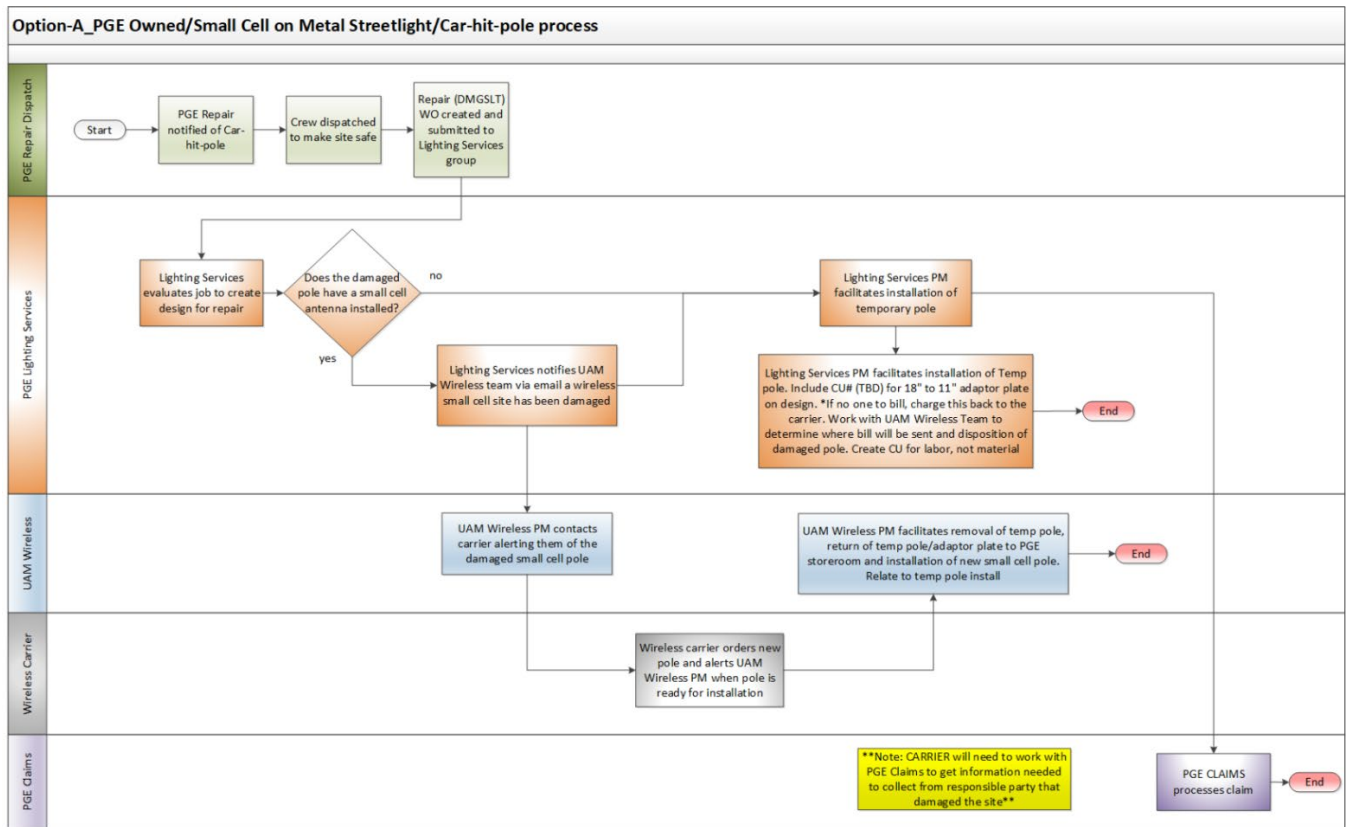 Option-A_PGE Owned/Small Cell on Metal Streetlight/Car-hit-pole process
PGE Repair Dispatch
Start
PGE Repair
notified of Car-
hit-pole
Crew dispatched
to make site safe
Repair (DMGSLT)
WO created and
submitted to
Lighting Services
group
PGE Lighting Services
Lighting Services
evaluates job to create
design for repair
Does the damaged
pole have a small cell
antenna installed?
no
yes
Lighting Services notifies UAM
Wireless team via email a wireless
small cell site has been damaged
Lighting Services PM
facilitates installation of
temporary pole
Lighting Services PM facilitates installation of Temp
pole. Include CU# (TBD) for 18" to 11" adaptor plate
on design. *If no one to bill, charge this back to the
carrier. Work with UAM Wireless Team to
determine where bill will be sent and disposition of
damaged pole. Create CU for labor, not material
End
UAM Wireless
UAM Wireless PM contacts
carrier alerting them of the
damaged small cell pole
UAM Wireless PM facilitates removal of temp pole,
return of temp pole/adaptor plate to PGE
storeroom and installation of new small cell pole.
Relate to temp pole install
End
Wireless Carrier
Wireless carrier orders new
pole and alerts UAM
Wireless PM when pole is
ready for installation
PGE Claims
**Note: CARRIER will need to work with
PGE Claims to get information needed
to collect from responsible party that
damaged the site**
PGE CLAIMS
processes claim
End